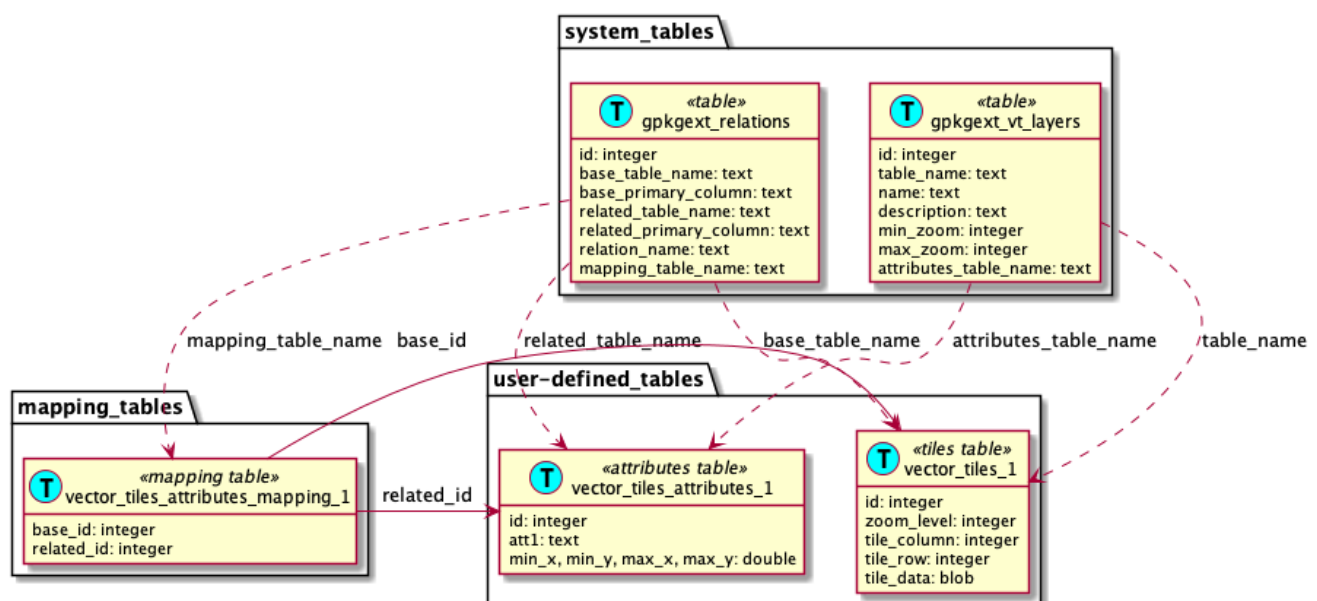 system_tables
T
«table»
gpkgext_relations
id: integer
base_table_name: text
base_primary_column: text
related_table_name: text
related_primary_column: text
relation_name: text
mapping_table_name: text
T
«table»
gpkgext_vt_layers
id: integer
table_name: text
name: text
description: text
min_zoom: integer
max_zoom: integer
attributes_table_name: text
mapping_table_name
base_id
related_table_name
base_table_name
attributes_table_name
table_name
mapping_tables
T
«mapping table»
vector_tiles_attributes_mapping_1
base_id: integer
related_id: integer
related_id
user-defined_tables
T
«attributes table»
vector_tiles_attributes_1
id: integer
att1: text
min_x, min_y, max_x, max_y: double
T
«tiles table»
vector_tiles_1
id: integer
zoom_level: integer
tile_column: integer
tile_row: integer
tile_data: blob